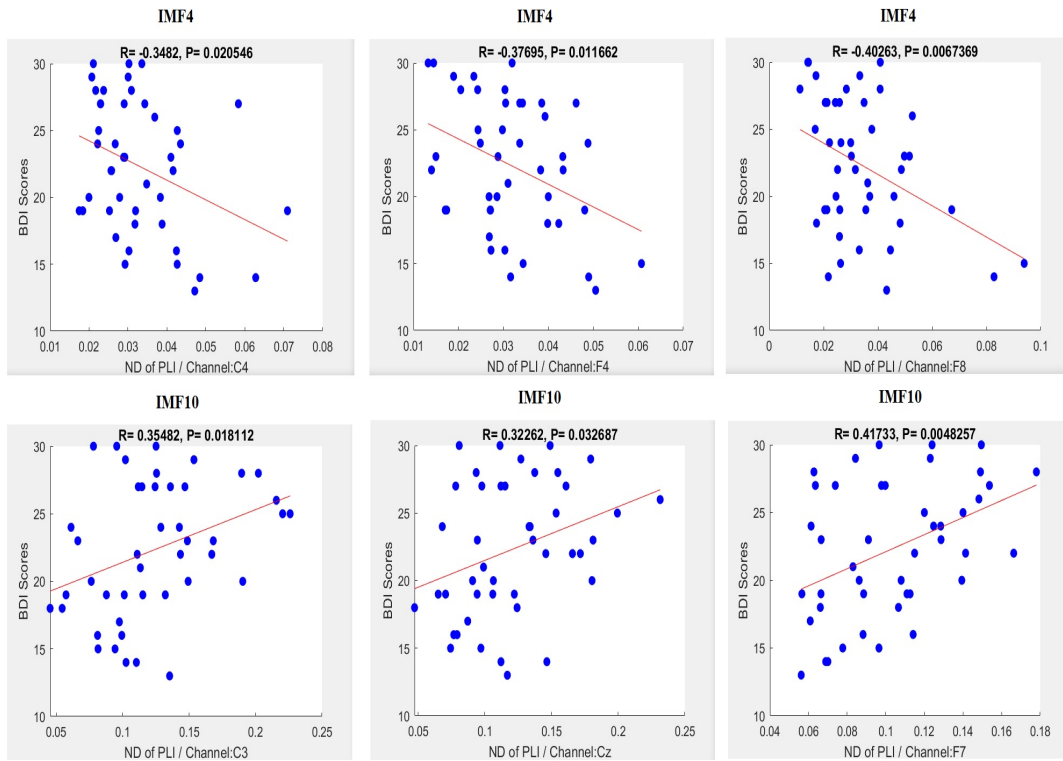 IMF4
IMF4
IMF4
R= -0.3482, P= 0.020546
R= -0.37695, P= 0.011662
R= -0.40263, P= 0.0067369
30
25
20
15
10
BDI Scores
0.01 0.02 0.03 0.04 0.05 0.06 0.07 0.08
ND of PLI / Channel:C4
30
25
20
15
10
BDI Scores
0.01 0.02 0.03 0.04 0.05 0.06 0.07
ND of PLI / Channel:F4
30
25
20
15
10
BDI Scores
0 0.02 0.04 0.06 0.08 0.1
ND of PLI / Channel:F8
IMF10
IMF10
IMF10
R= 0.35482, P= 0.018112
R= 0.32262, P= 0.032687
R= 0.41733, P= 0.0048257
30
25
20
15
10
BDI Scores
0.05 0.1 0.15 0.2 0.25
ND of PLI / Channel:C3
30
25
20
15
10
BDI Scores
0.05 0.1 0.15 0.2 0.25
ND of PLI / Channel:Cz
30
25
20
15
10
BDI Scores
0.04 0.06 0.08 0.1 0.12 0.14 0.16 0.18
ND of PLI / Channel:F7